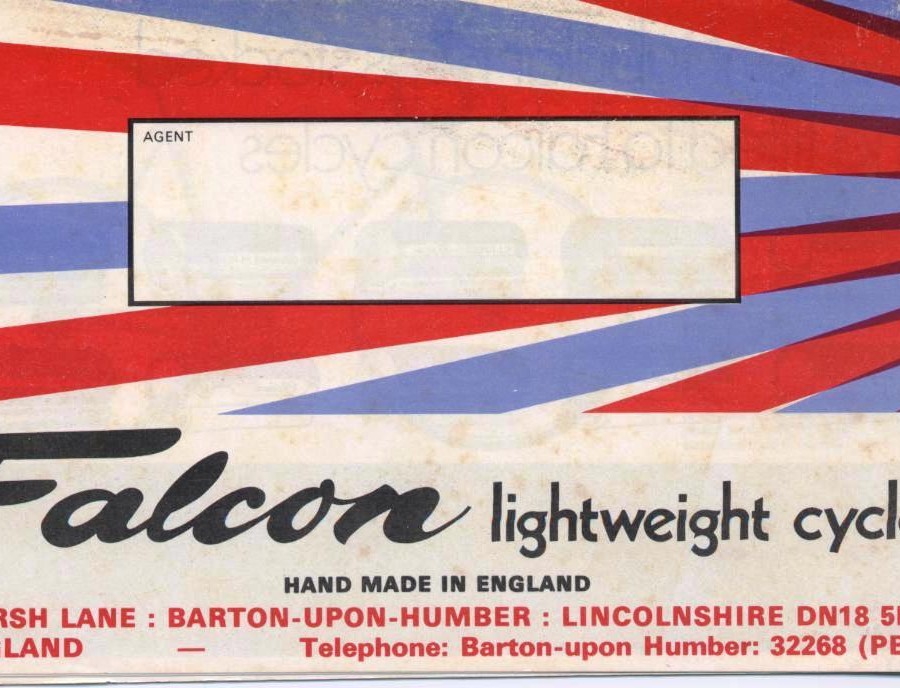 AGENT
Falcon lightweight cycl
HAND MADE IN ENGLAND
RSH LANE : BARTON-UPON-HUMBER : LINCOLNSHIRE DN18 5
GLAND — Telephone: Barton-upon Humber: 32268 (PE